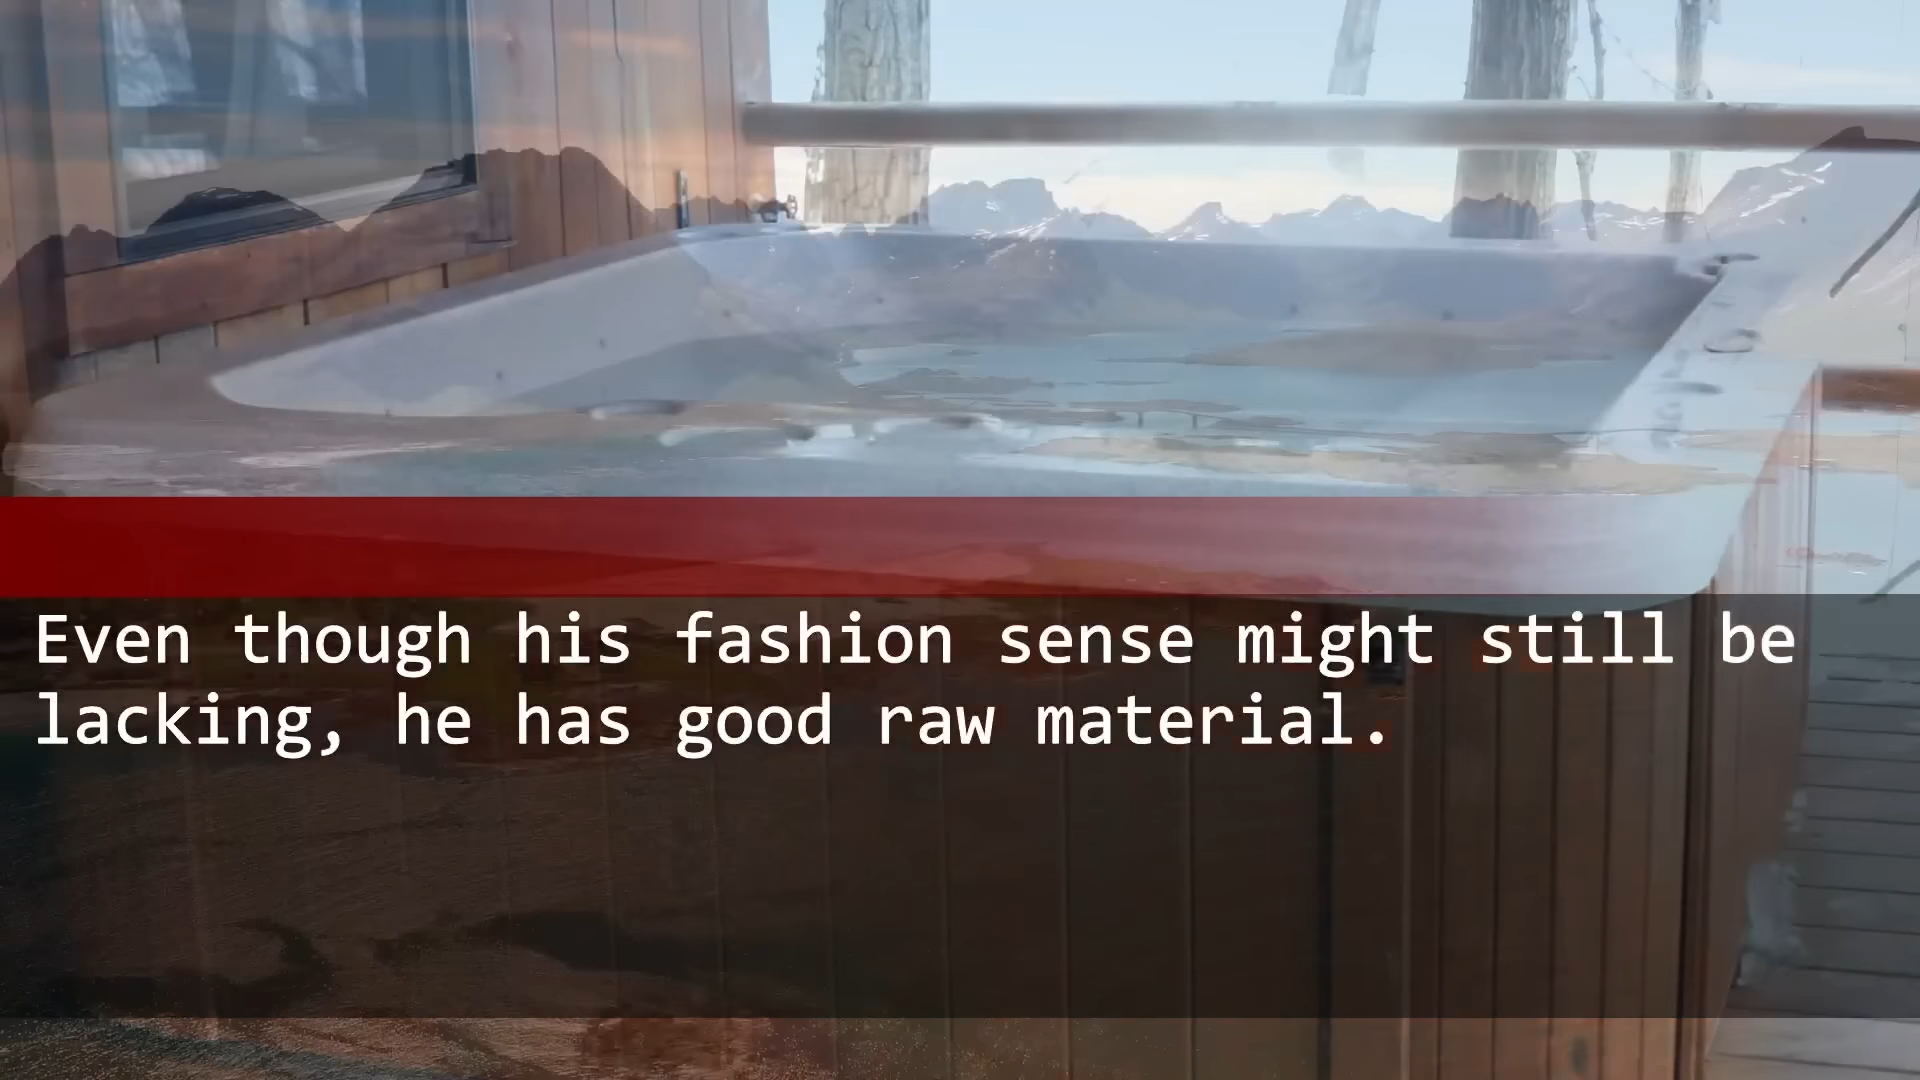 Even though his fashion sense might still be
lacking, he has good raw material.